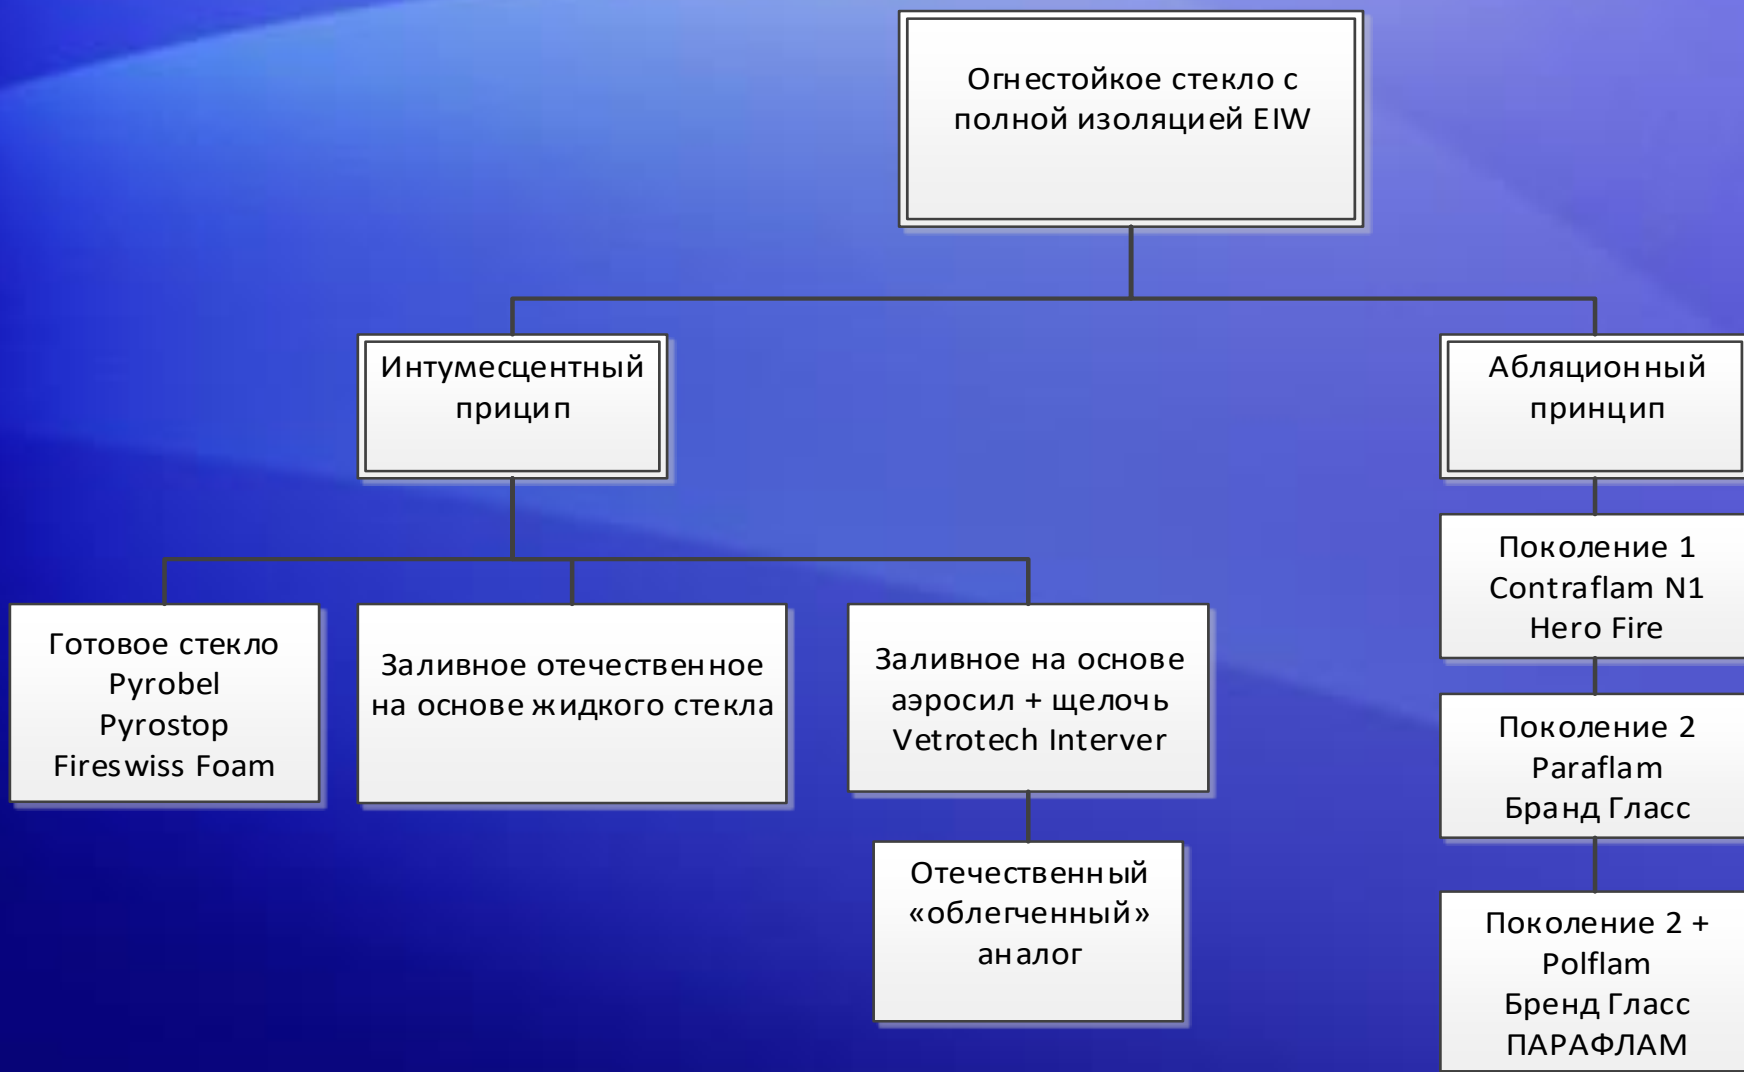 Огнестойкое стекло с
полной изоляцией EIW
Интумесцентный
прицип
Абляционный
принцип
Готовое стекло
Pyrobel
Pyrostop
Fireswiss Foam
Заливное отечественное
на основе жидкого стекла
Заливное на основе
аэросил + щелочь
Vetrotech Interver
Отечественный
«облегченный»
аналог
Поколение 1
Contraflam N1
Hero Fire
Поколение 2
Paraflam
Бранд Гласс
Поколение 2 +
Polflam
Бренд Гласс
ПАРАФЛАМ